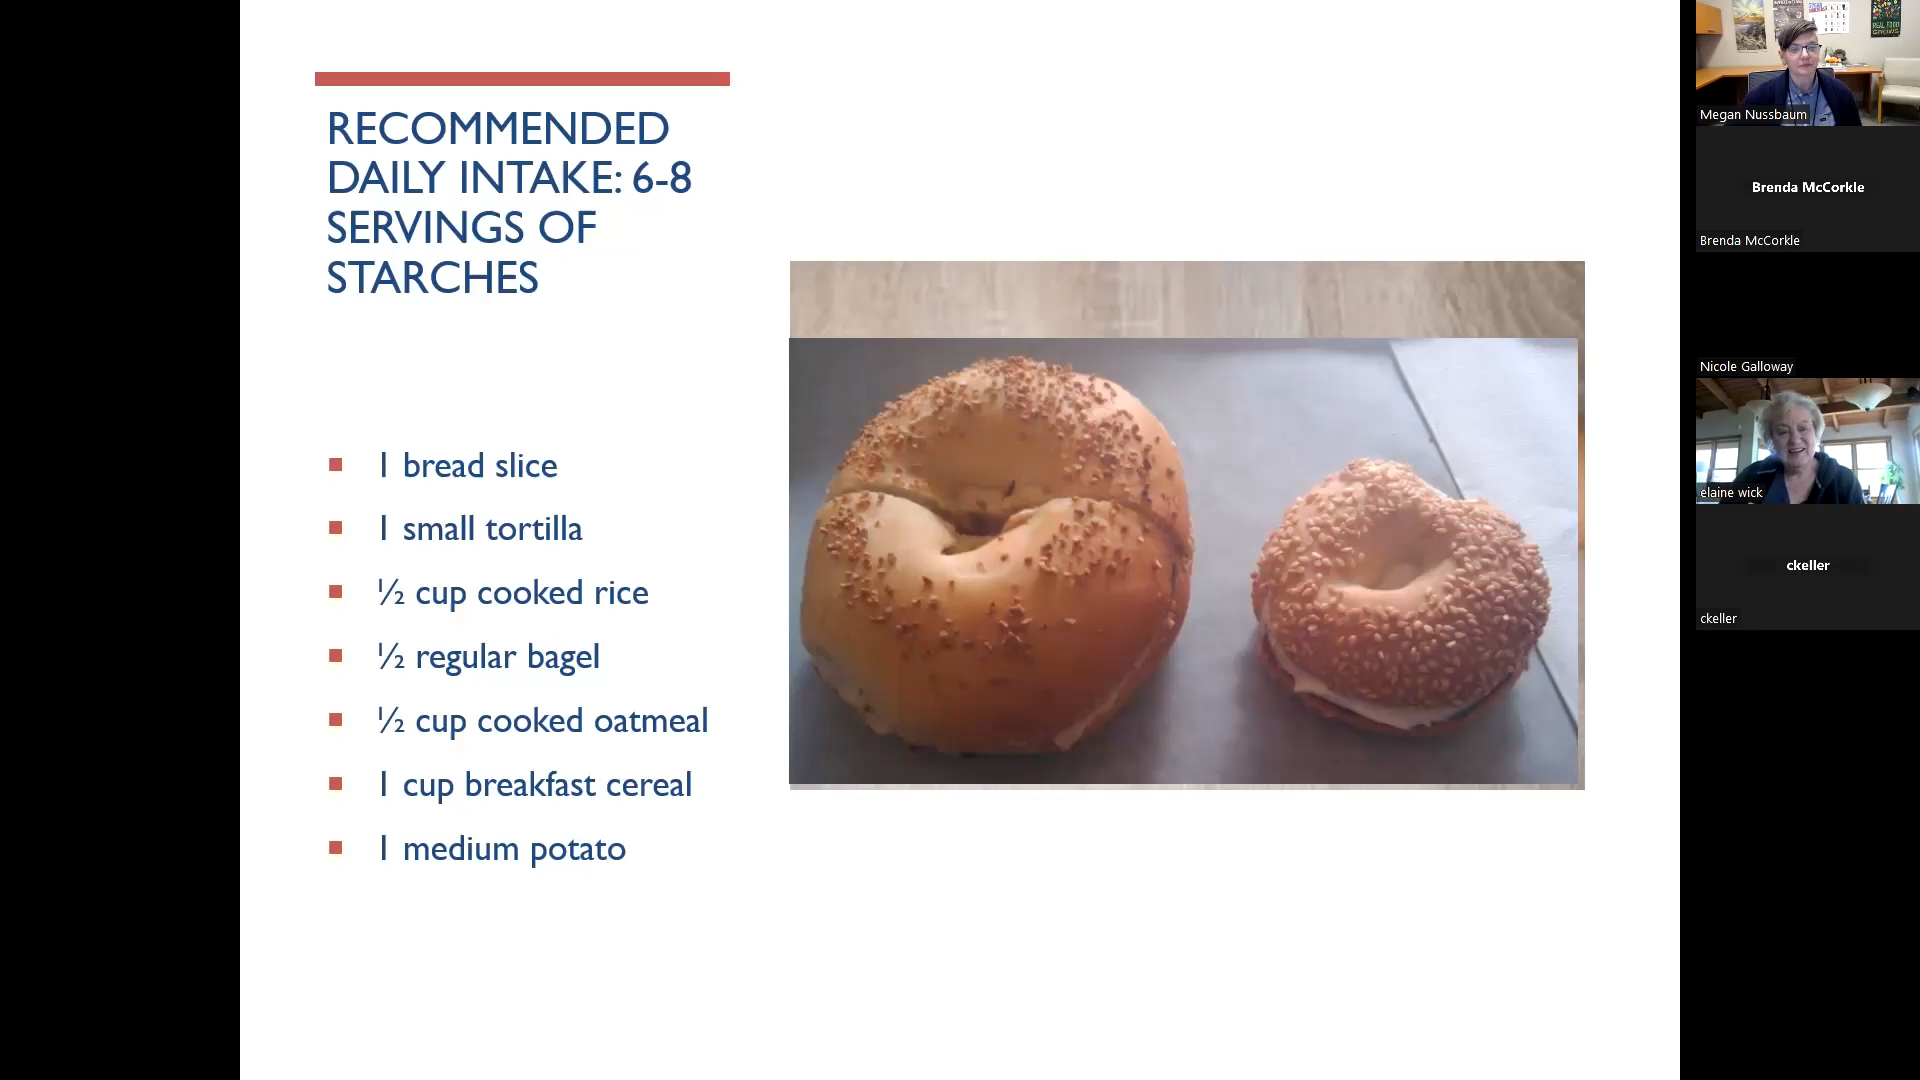 RECOMMENDED
DAILY INTAKE: 6-8
SERVINGS OF
STARCHES
1 bread slice
1 small tortilla
½ cup cooked rice
½ regular bagel
½ cup cooked oatmeal
1 cup breakfast cereal
1 medium potato
Megan Nussbaum
Brenda McCorkle
Brenda McCorkle
Nicole Galloway
elaine wick
ckeller
ckeller